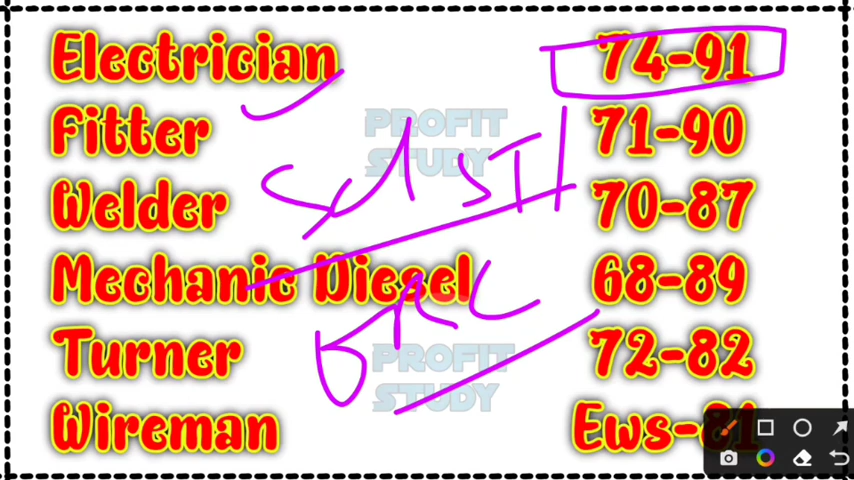 Electrician 74-91
Fitter 71-90
PROFIT
STUDY
Welder 70-87
Mechanic Diesel 68-89
Turner 72-82
PROFIT
STUDY
Wireman Ews-81